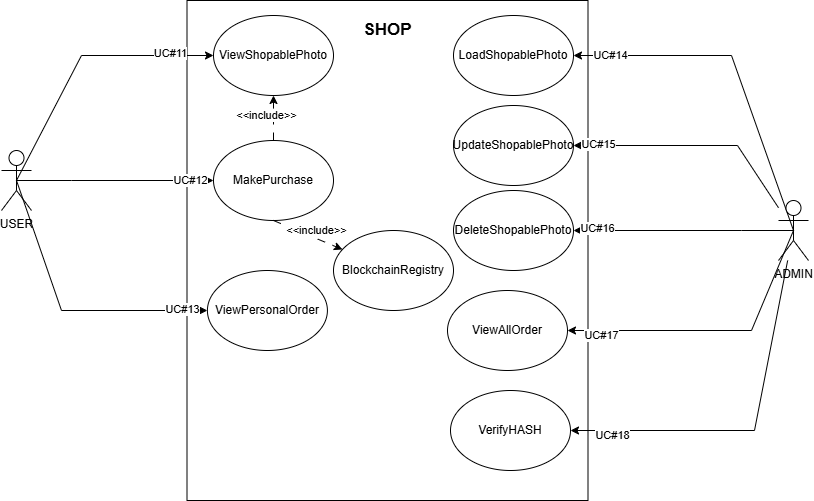 SHOP
UC#11
ViewShopablePhoto
LoadShopablePhoto
UC#14
<<include>>
UpdateShopablePhoto
UC#15
UC#12
MakePurchase
USER
<<include>>
DeleteShopablePhoto
UC#16
BlockchainRegistry
ADMIN
UC#13
ViewPersonalOrder
ViewAllOrder
UC#17
VerifyHASH
UC#18